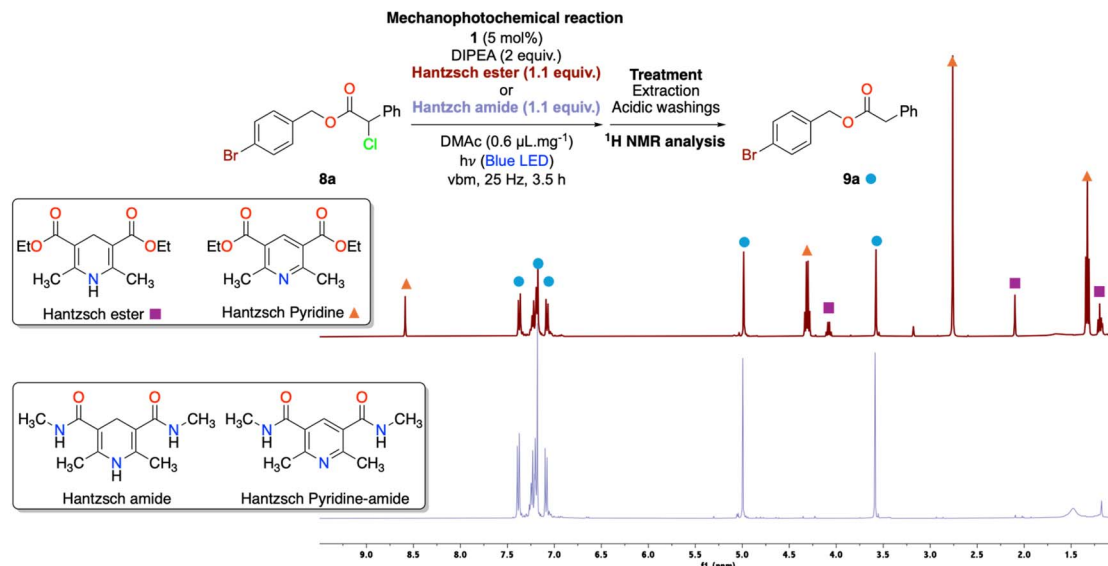 Mechanophotochemical reaction
1 (5 mol%)
DIPEA (2 equiv.)
Hantzsch ester (1.1 equiv.)
or
Hantzch amide (1.1 equiv.)
DMAc (0.6 µL.mg-1)
hν (Blue LED)
vbm, 25 Hz, 3.5 h
Treatment
Extraction
Acidic washings
1H NMR analysis
Br
O
O
Ph
Cl
8a
Br
O
O
Ph
9a
O
O
EtO
OEt
H3C
N
H
CH3
Hantzsch ester
O
O
EtO
OEt
H3C
N
CH3
Hantzsch Pyridine
O
O
H3C
N
H
N
H
CH3
H3C
N
H
CH3
Hantzsch amide
O
O
H3C
N
H
N
H
CH3
H3C
N
CH3
Hantzsch Pyridine-amide
9.0 8.5 8.0 7.5 7.0 6.5 6.0 5.5 5.0 4.5 4.0 3.5 3.0 2.5 2.0 1.5 1.0
f1 (ppm)